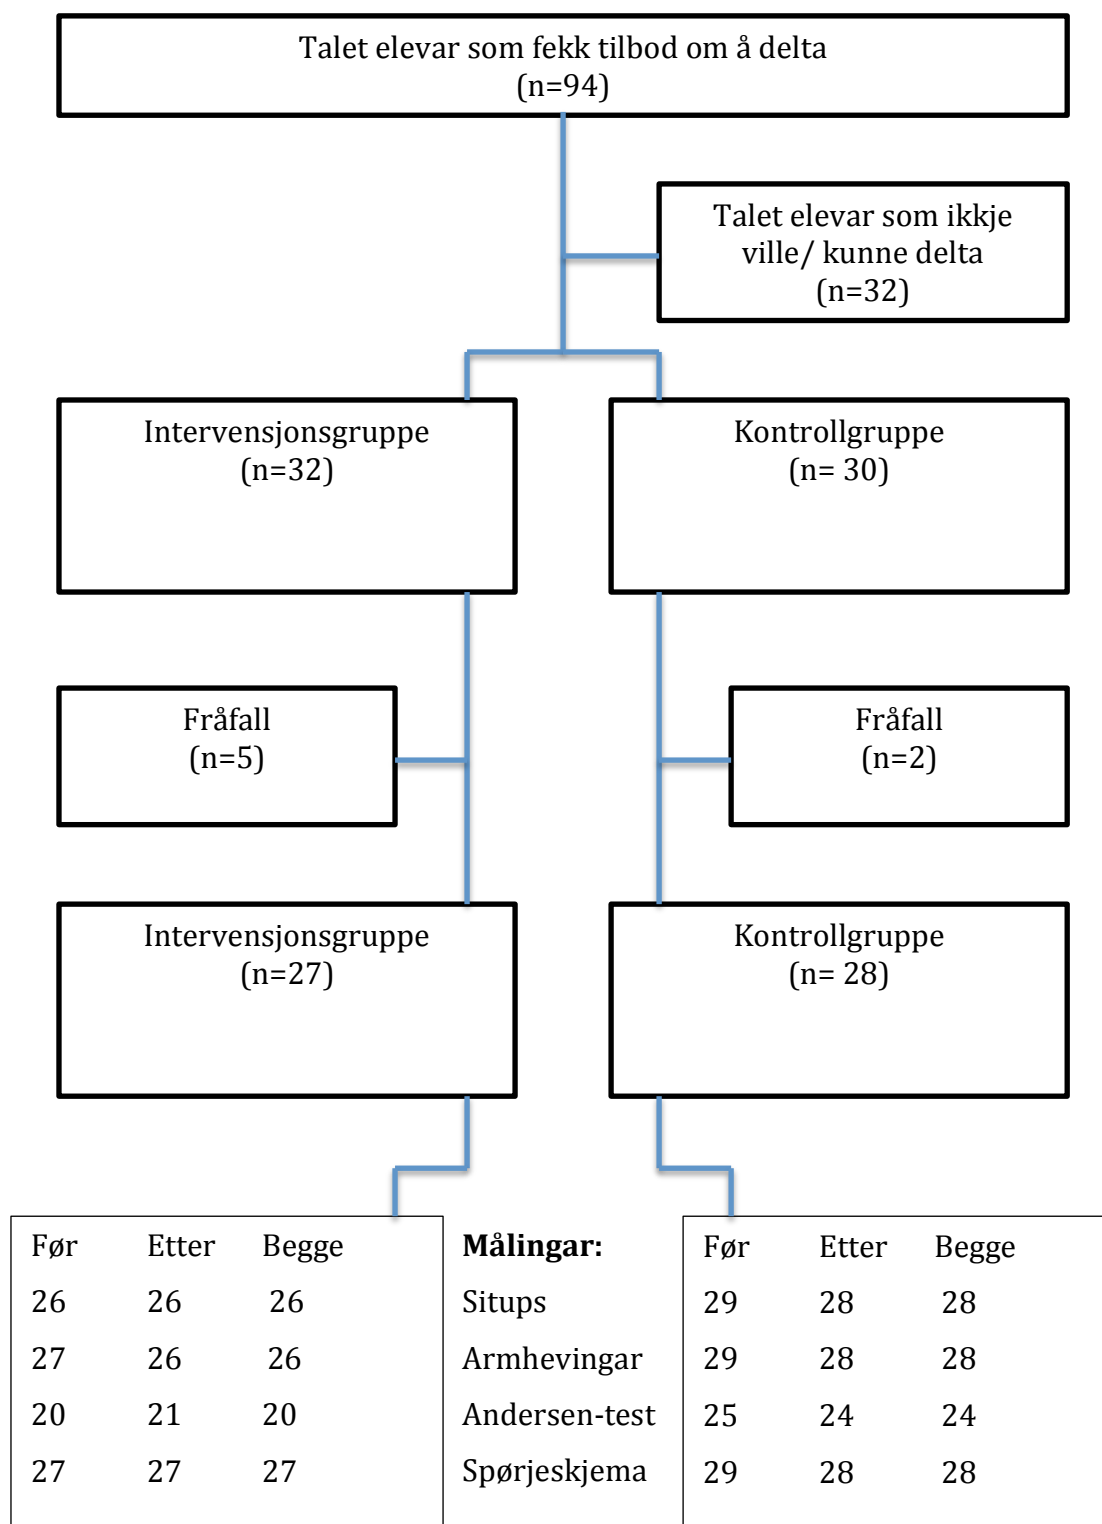 Talet elevar som fekk tilbod om å delta
(n=94)
Talet elevar som ikkje
ville/ kunne delta
(n=32)
Intervensjonsgruppe
(n=32)
Kontrollgruppe
(n= 30)
Fråfall
(n=5)
Fråfall
(n=2)
Intervensjonsgruppe
(n=27)
Kontrollgruppe
(n= 28)
Før Etter Begge Målingar: Før Etter Begge
26 26 26 Situps 29 28 28
27 26 26 Armhevingar 29 28 28
20 21 20 Andersen-test 25 24 24
27 27 27 Spørjeskjema 29 28 28